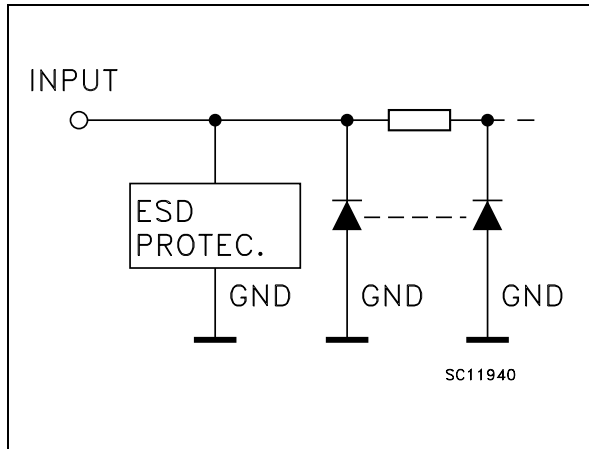 INPUT
ESD
PROTEC.
GND GND GND
SC11940